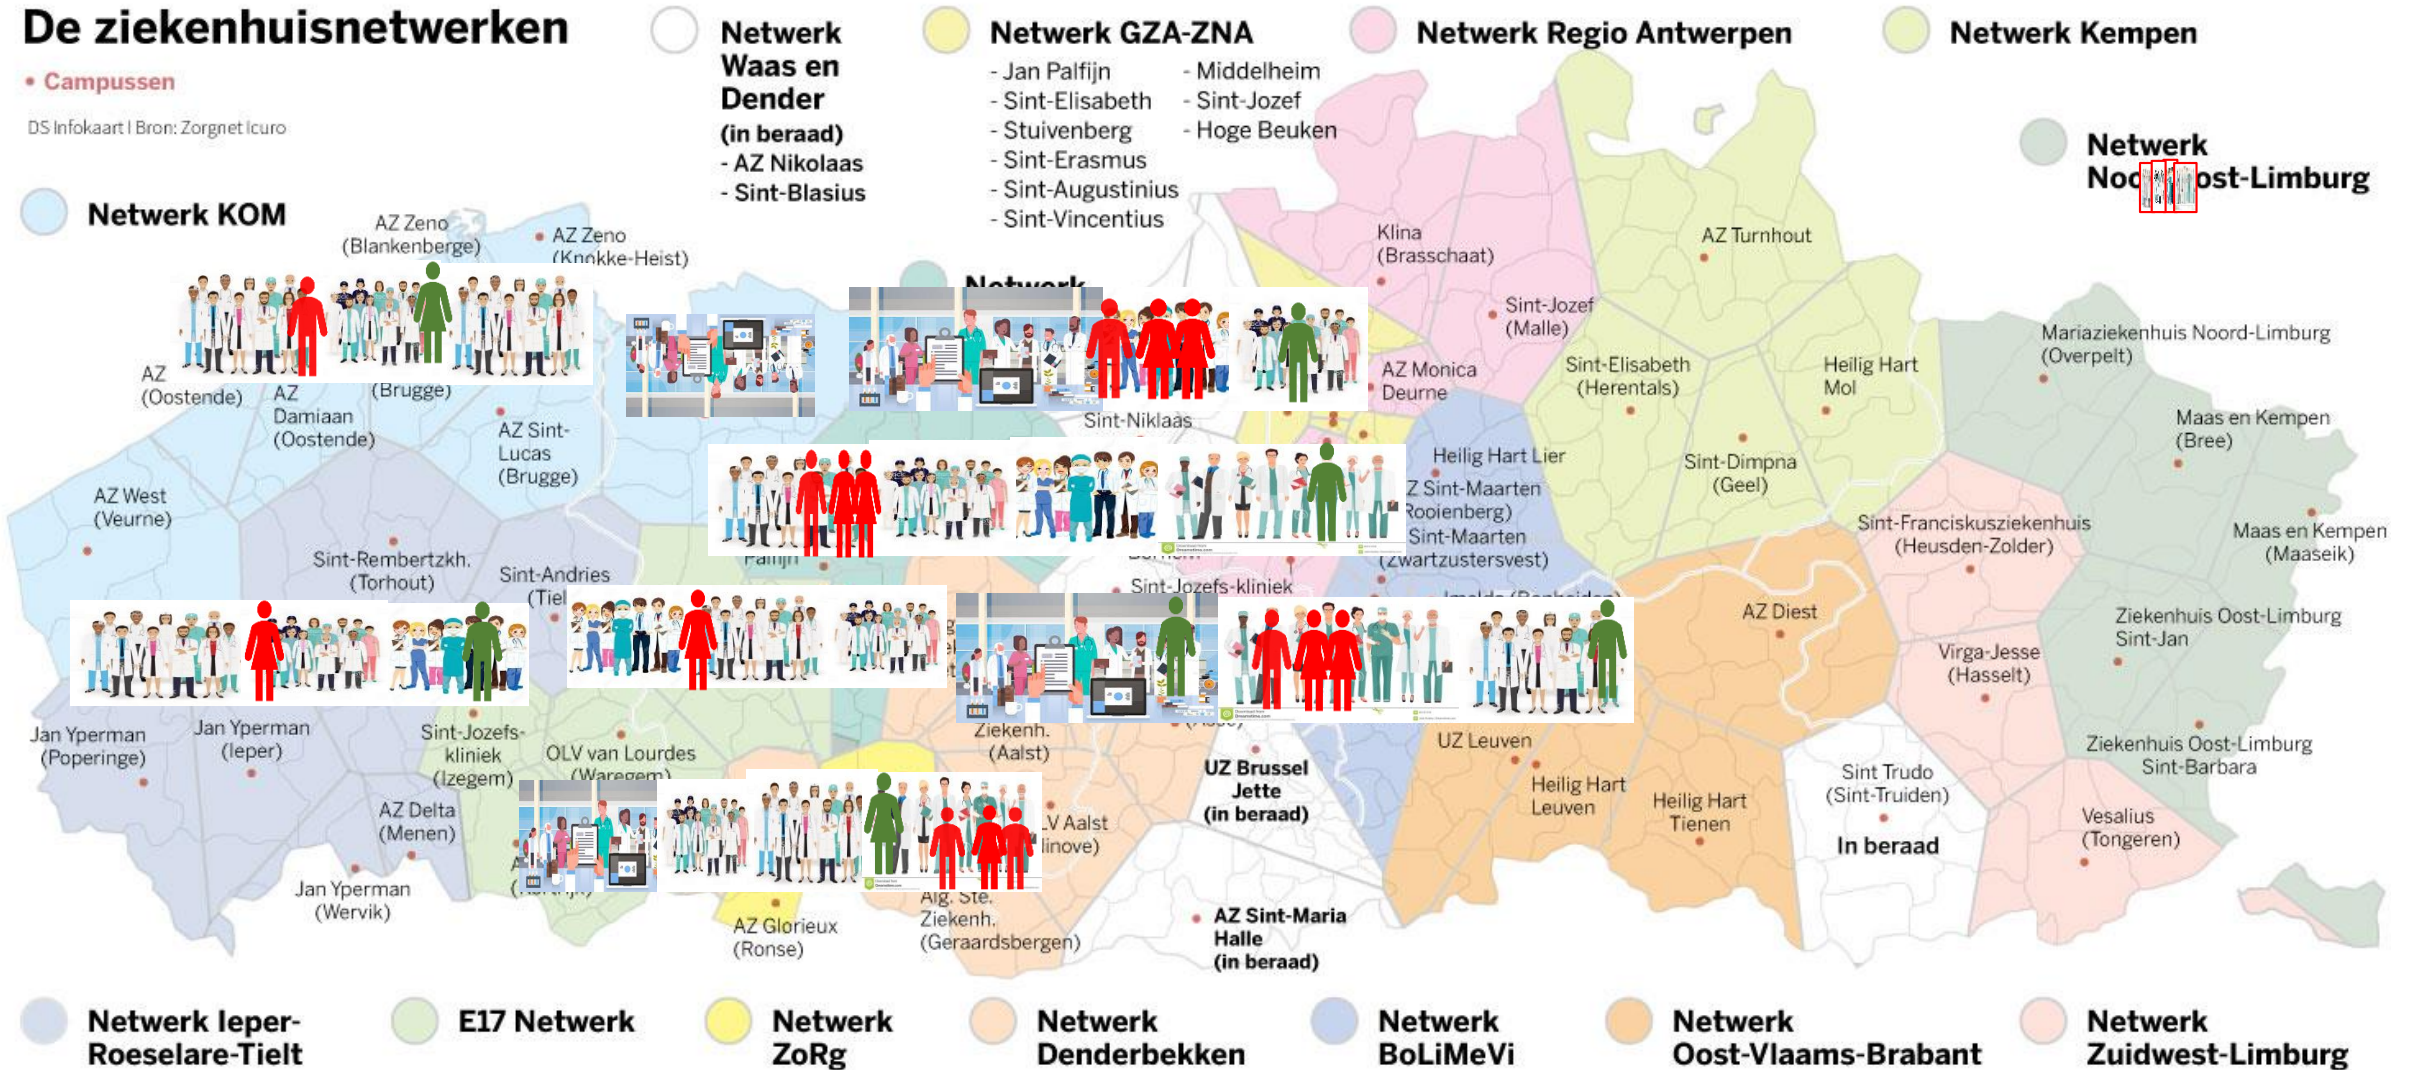 De ziekenhuisnetwerken
• Campussen
DS Infokaart | Bron: Zorgnet Icuro
Netwerk
Waas en
Dender
(in beraad)
- AZ Nikolaas
- Sint-Blasius
Netwerk GZA-ZNA
- Jan Palfijn
- Sint-Elisabeth
- Stuivenberg
- Sint-Erasmus
- Sint-Augustinius
- Sint-Vincentius
- Middelheim
- Sint-Jozef
- Hoge Beuken
Netwerk Regio Antwerpen
Netwerk Kempen
Netwerk
ost-Limburg
Netwerk KOM
AZ Zeno
(Blankenberge)
AZ Zeno
(Knokke-Heist)
Netwerk
AZ
(Oostende)
AZ
Damiaan
(Oostende)
(Brugge)
AZ Sint-
Lucas
(Brugge)
AZ West
(Veurne)
Sint-Rembertzkh.
(Torhout)
Sint-Andries
Sint-Niklaas
Klina
(Brasschaat)
Sint-Jozef
(Malle)
AZ Monica
Deurne
AZ Turnhout
Sint-Elisabeth
(Herentals)
Heilig Hart
Mol
Sint-Dimpna
(Geel)
Heilig Hart Lier
Z Sint-Maarten
Rooienberg)
Sint-Maarten
(Zwartzustersvest)
Sint-Jozefs-kliniek
Mariaziekenhuis Noord-Limburg
(Overpelt)
Maas en Kempen
(Bree)
Maas en Kempen
(Maaseik)
Sint-Franciskusziekenhuis
(Heusden-Zolder)
Ziekenhuis Oost-Limburg
Sint-Jan
Virga-Jesse
(Hasselt)
AZ Diest
Ziekenhuis Oost-Limburg
Sint-Barbara
Jan Yperman
(Poperinge)
Jan Yperman
(Ieper)
Sint-Jozefs-
kliniek
(Izegem)
OLV van Lourdes
(Waregem)
AZ Delta
(Menen)
Jan Yperman
(Wervik)
Ziekenh.
(Aalst)
LV Aalst
linove)
UZ Brussel
Jette
(in beraad)
UZ Leuven
Heilig Hart
Leuven
Heilig Hart
Tienen
Sint Trudo
(Sint-Truiden)
In beraad
Vesalius
(Tongeren)
AZ Glorieux
(Ronse)
Alg. Ste.
Ziekenh.
(Geraardsbergen)
AZ Sint-Maria
Halle
(in beraad)
Netwerk Ieper-
Roeselare-Tielt
E17 Netwerk
Netwerk
ZoRg
Netwerk
Denderbekken
Netwerk
BoLiMeVi
Netwerk
Oost-Vlaams-Brabant
Netwerk
Zuidwest-Limburg